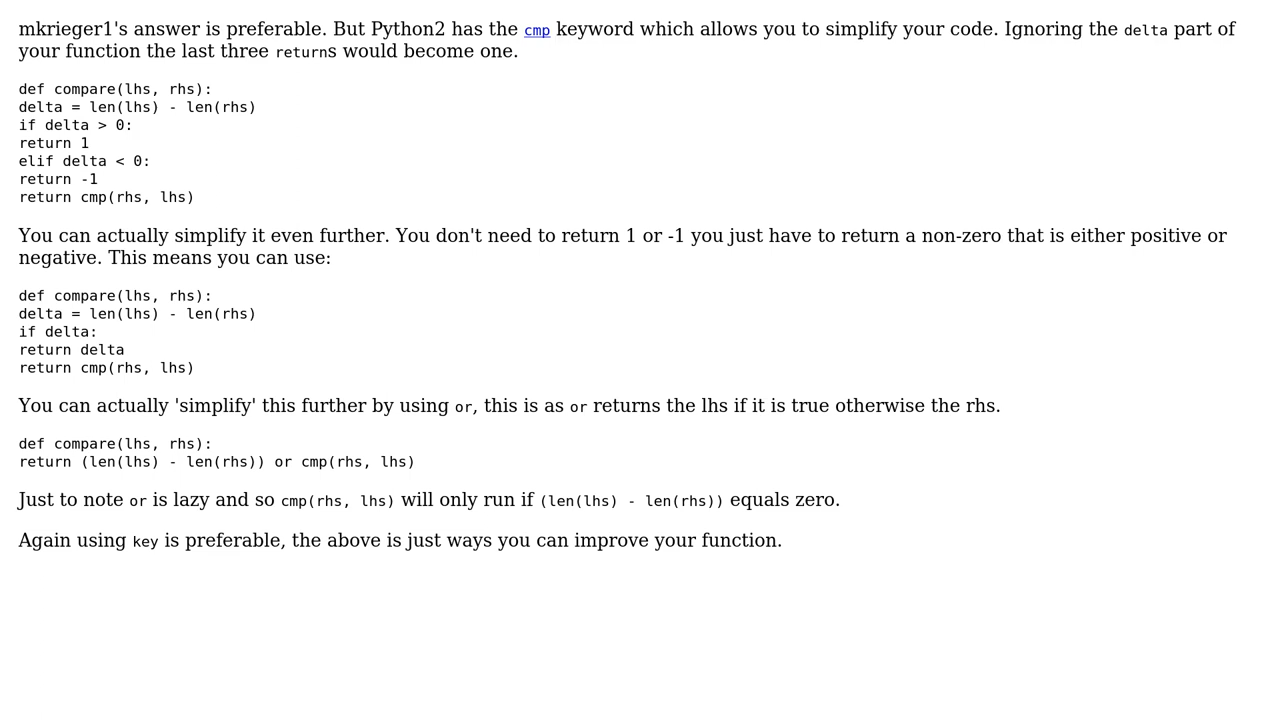 mkrieger1's answer is preferable. But Python2 has the cmp keyword which allows you to simplify your code. Ignoring the delta part of
your function the last three returns would become one.
def compare(lhs, rhs):
delta = len(lhs) - len(rhs)
if delta > 0:
return 1
elif delta < 0:
return -1
return cmp(rhs, lhs)
You can actually simplify it even further. You don't need to return 1 or -1 you just have to return a non-zero that is either positive or
negative. This means you can use:
def compare(lhs, rhs):
delta = len(lhs) - len(rhs)
if delta:
return delta
return cmp(rhs, lhs)
You can actually 'simplify' this further by using or, this is as or returns the lhs if it is true otherwise the rhs.
def compare(lhs, rhs):
return (len(lhs) - len(rhs)) or cmp(rhs, lhs)
Just to note or is lazy and so cmp(rhs, lhs) will only run if (len(lhs) - len(rhs)) equals zero.
Again using key is preferable, the above is just ways you can improve your function.